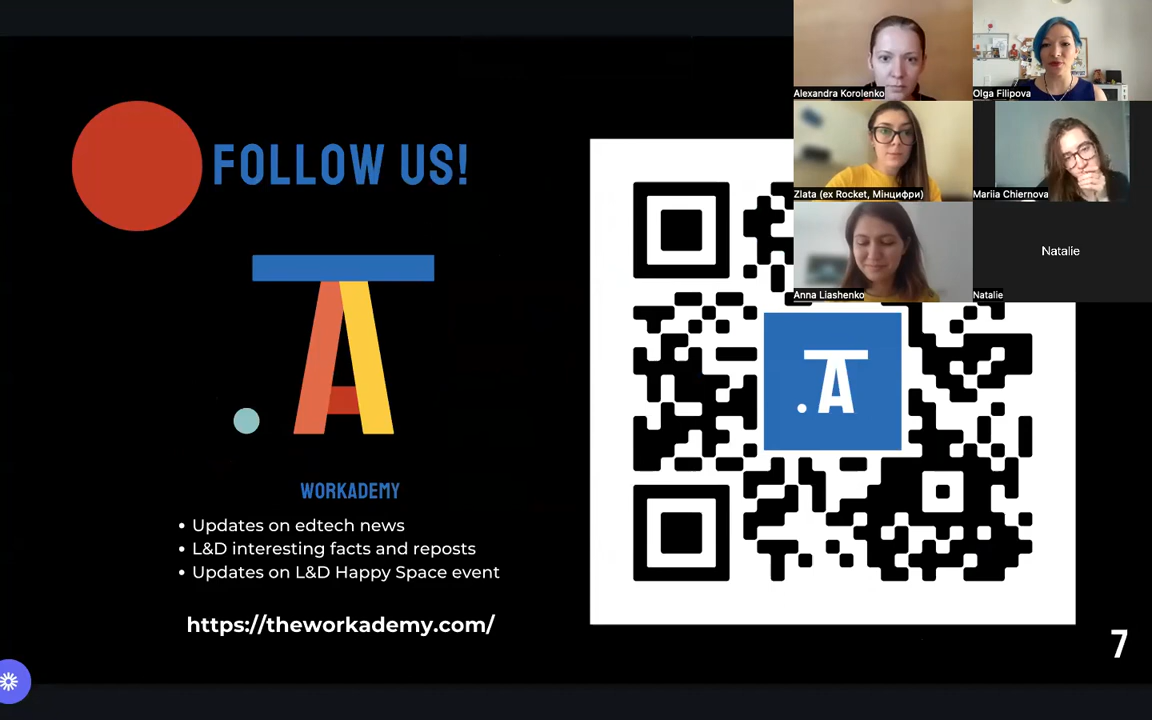 Alexandra Korolenko
Olga Filipova
Zlata (ex Rocket, Мінцифри)
Mariia Chiernova
Anna Liashenko
Natalie
Natalie
FOLLOW US!
.A
.A
WORKADEMY
• Updates on edtech news
• L&D interesting facts and reposts
• Updates on L&D Happy Space event
https://theworkademy.com/
7